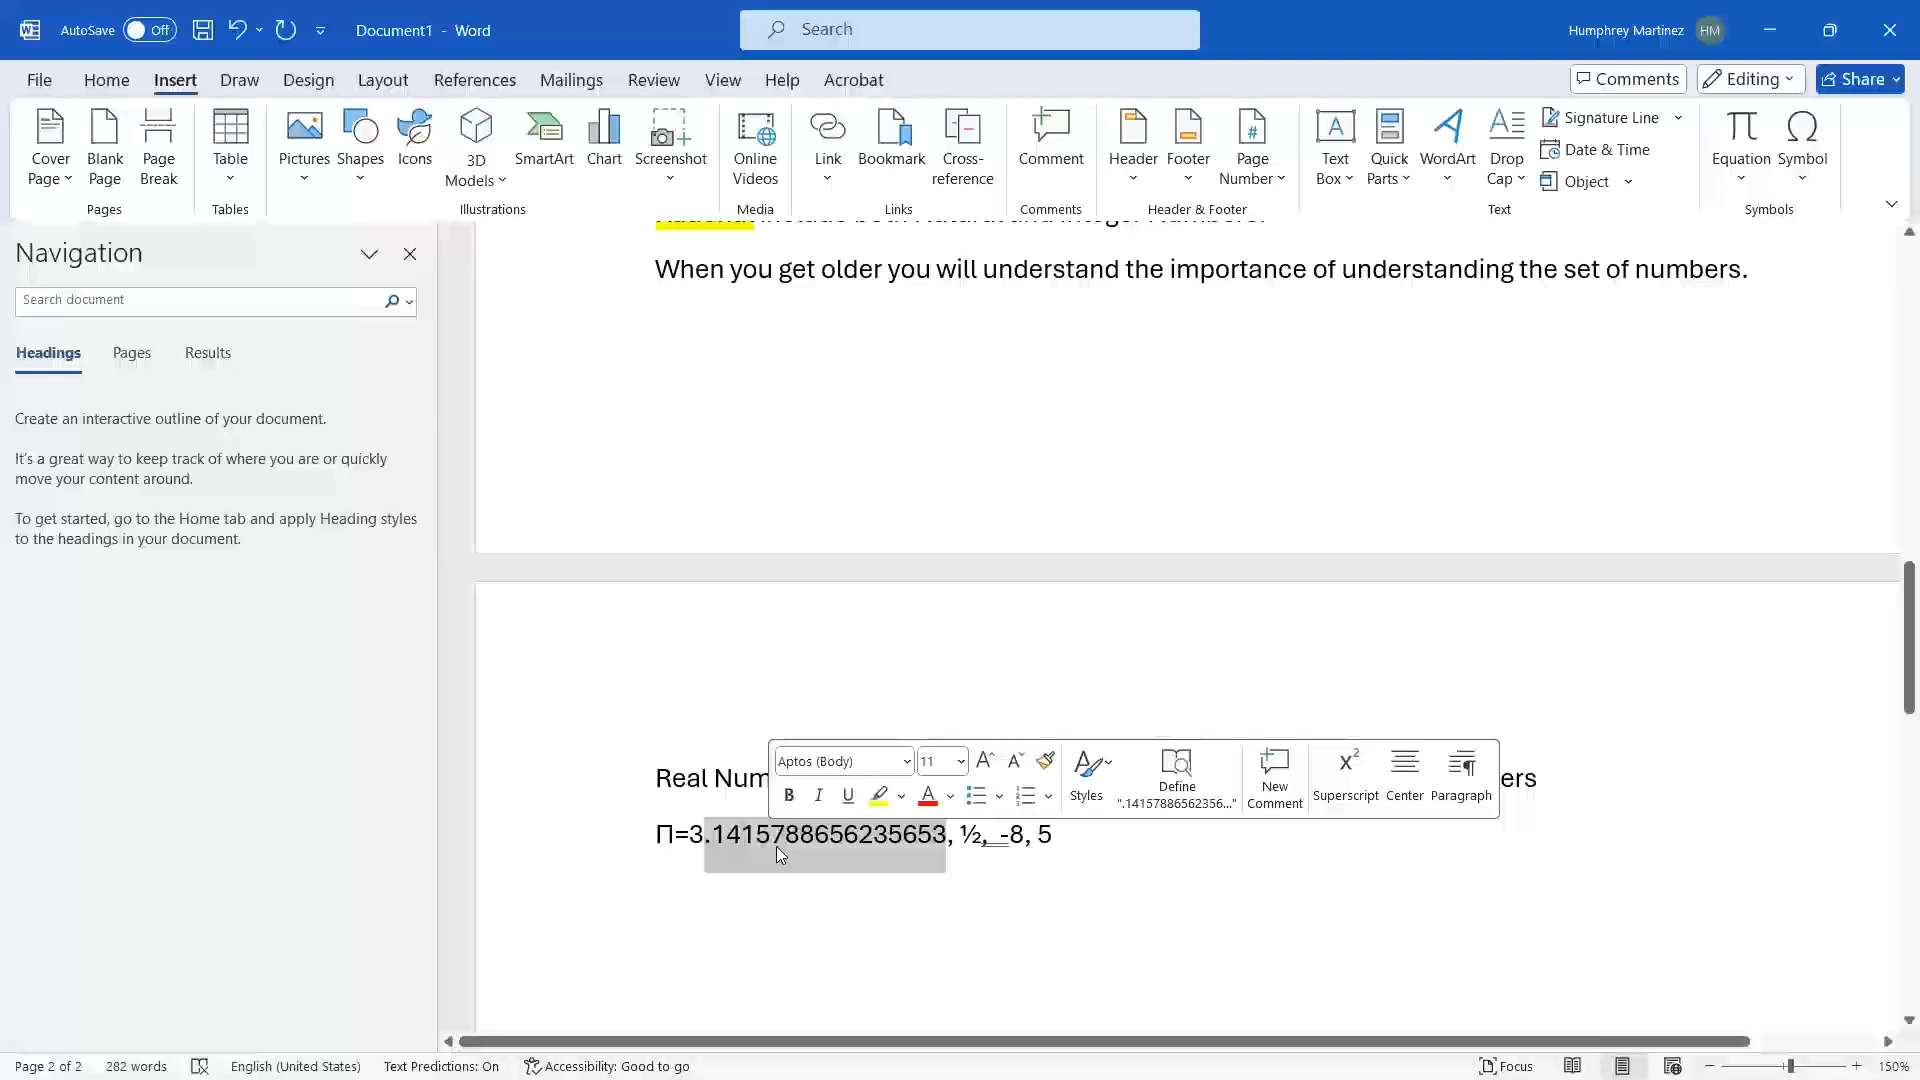 AutoSave Off Document1 - Word Search Humphrey Martinez HM
File Home Insert Draw Design Layout References Mailings Review View Help Acrobat Comments Editing Share
Cover Page Blank Page Page Break Table Pictures Shapes Icons 3D Models SmartArt Chart Screenshot Online Videos Link Bookmark Cross-reference Comment Header Footer Page Number Text Box Quick Parts WordArt Drop Cap Signature Line Date & Time Object Equation Symbol
Pages Tables Illustrations Media Links Comments Header & Footer Text Symbols
Navigation
Search document
Headings Pages Results
Create an interactive outline of your document.
It's a great way to keep track of where you are or quickly
move your content around.
To get started, go to the Home tab and apply Heading styles
to the headings in your document.
When you get older you will understand the importance of understanding the set of numbers.
Aptos (Body) 11
B I U A Styles Define ".14157886562356..." New Comment Superscript Center Paragraph
Real Num ers
Π=3.1415788656235653, ½, -8, 5
Page 2 of 2 282 words English (United States) Text Predictions: On Accessibility: Good to go Focus 150%